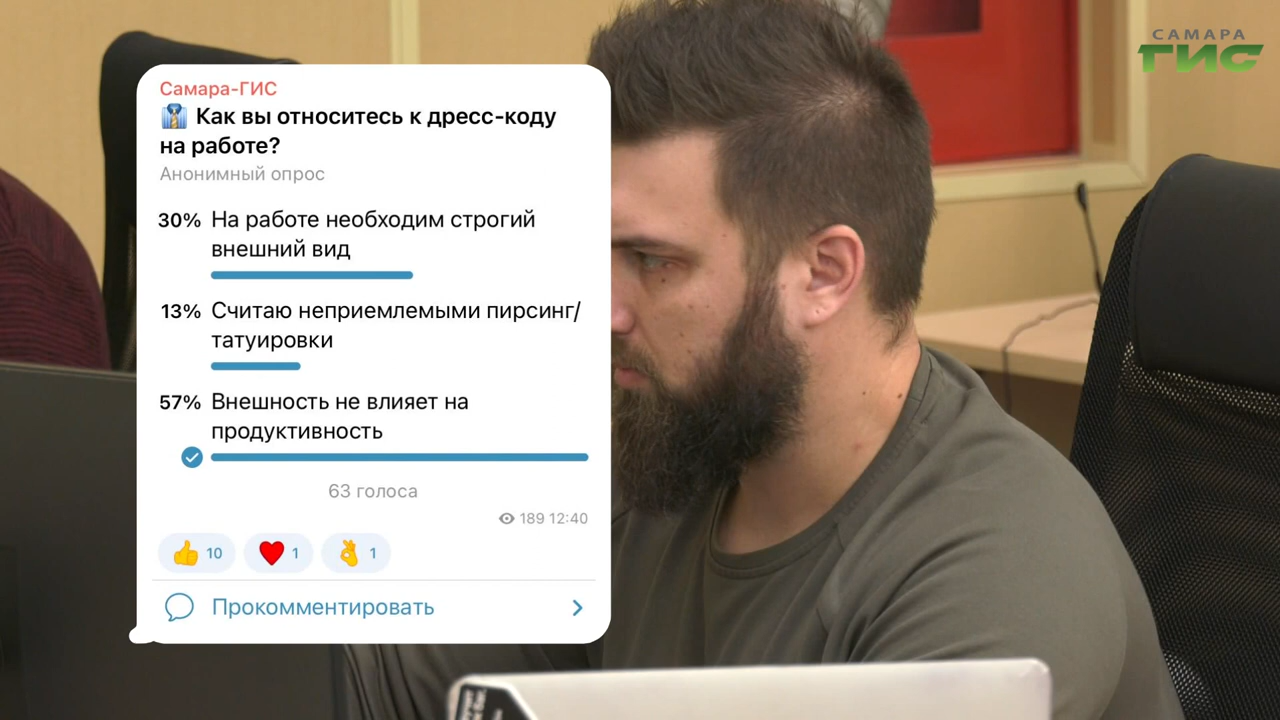 САМАРА
ГИС
Самара-ГИС
👔 Как вы относитесь к дресс-коду
на работе?
Анонимный опрос
30% На работе необходим строгий
внешний вид
13% Считаю неприемлемыми пирсинг/
татуировки
57% Внешность не влияет на
продуктивность
63 голоса
189 12:40
👍 10 ❤️ 1 👌 1
Прокомментировать